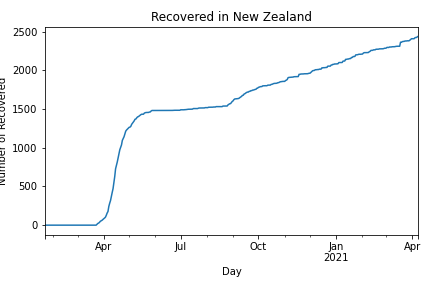 Recovered in New Zealand
Number of Recovered
2500
2000
1500
1000
500
0
Apr
Jul
Oct
Jan
2021
Apr
Day